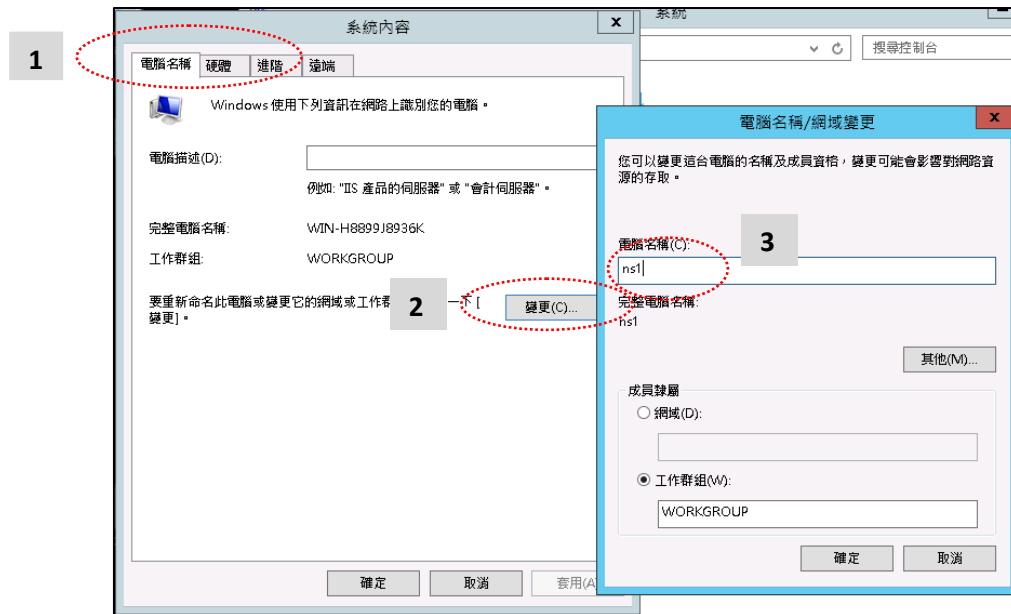 1
系統內容
x
電腦名稱
硬體
進階
遠端
Windows 使用下列資訊在網路上識別您的電腦。
電腦描述(D):
例如: "IIS 產品的伺服器" 或 "會計伺服器"。
完整電腦名稱:
WIN-H8899J8936K
工作群組:
WORKGROUP
要重新命名此電腦或變更它的網域或工作群
2
一下 [
變更]。
變更(C)...
確定
取消
套用(A)
系統
搜尋控制台
電腦名稱/網域變更
x
您可以變更這台電腦的名稱及成員資格，變更可能會影響對網路資
源的存取。
3
電腦名稱(C):
ns1
完整電腦名稱:
ns1
其他(M)...
成員隸屬
網域(D):
工作群組(W):
WORKGROUP
確定
取消